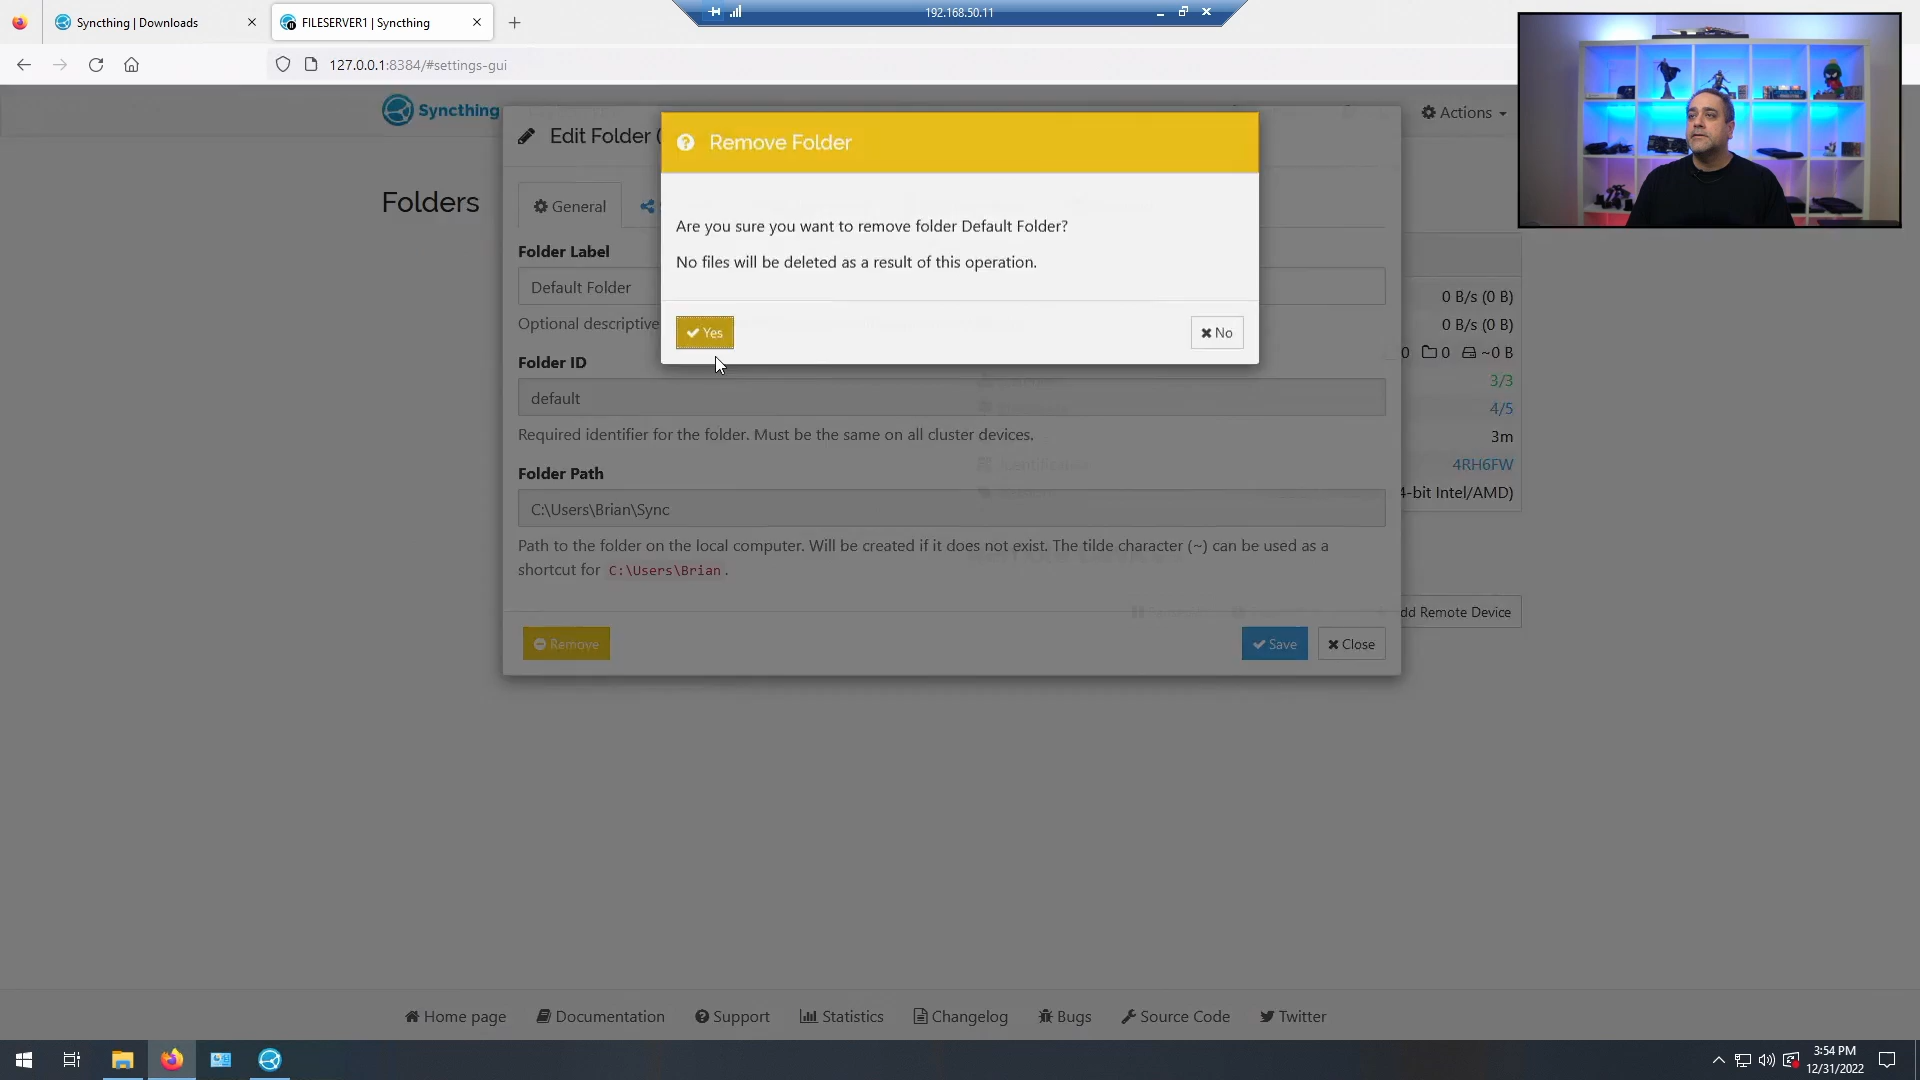 Syncthing | Downloads
FILESERVER1 | Syncthing
192.168.50.11
127.0.0.1:8384/#settings-gui
Syncthing
Actions
Edit Folder (
Remove Folder
Folders
General
Are you sure you want to remove folder Default Folder?
No files will be deleted as a result of this operation.
Yes
No
Folder Label
Default Folder
Optional descriptive
Folder ID
default
Required identifier for the folder. Must be the same on all cluster devices.
Folder Path
C:\Users\Brian\Sync
Path to the folder on the local computer. Will be created if it does not exist. The tilde character (~) can be used as a
shortcut for C:\Users\Brian.
Remove
Save
Close
0 B/s (0 B)
0 B/s (0 B)
0 0 ~0 B
3/3
4/5
3m
4RH6FW
4-bit Intel/AMD)
dd Remote Device
Home page
Documentation
Support
Statistics
Changelog
Bugs
Source Code
Twitter
3:54 PM
12/31/2022